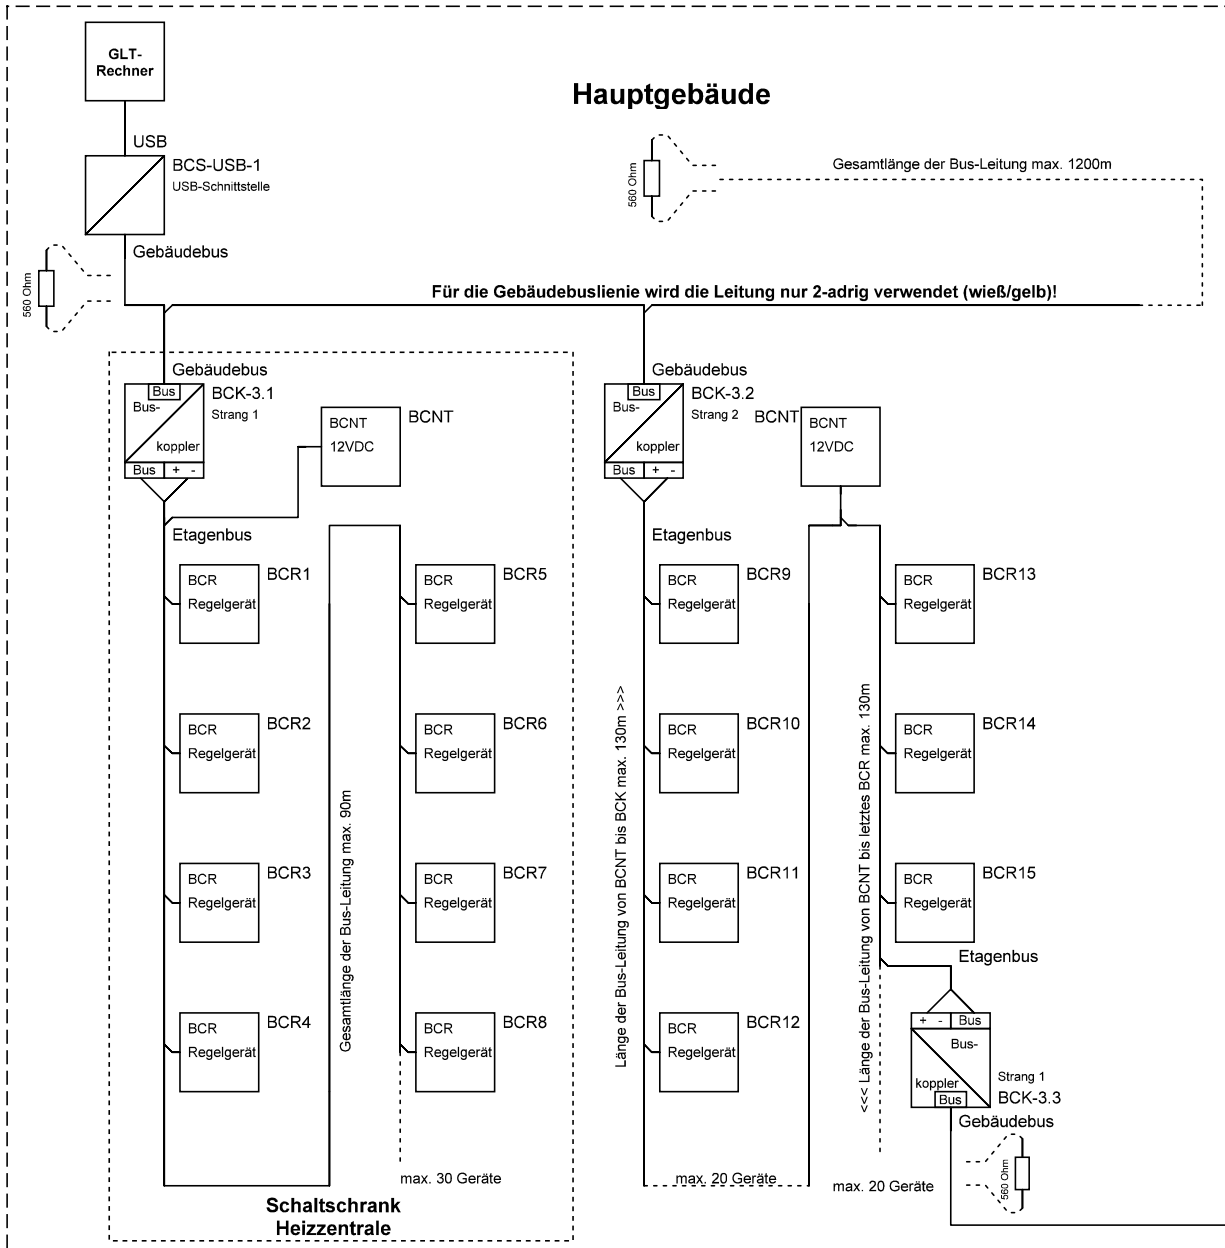 GLT-
Rechner
Hauptgebäude
USB
BCS-USB-1
USB-Schnittstelle
560 Ohm
Gesamtlänge der Bus-Leitung max. 1200m
Gebäudebus
560 Ohm
Für die Gebäudebuslienie wird die Leitung nur 2-adrig verwendet (wieß/gelb)!
Gebäudebus
Bus
Bus-
koppler
Bus + -
BCK-3.1
Strang 1
BCNT
12VDC
BCNT
Etagenbus
BCR
Regelgerät
BCR1
BCR
Regelgerät
BCR2
BCR
Regelgerät
BCR3
BCR
Regelgerät
BCR4
Gesamtlänge der Bus-Leitung max. 90m
BCR
Regelgerät
BCR5
BCR
Regelgerät
BCR6
BCR
Regelgerät
BCR7
BCR
Regelgerät
BCR8
max. 30 Geräte
Schaltschrank
Heizzentrale
Gebäudebus
Bus
Bus-
koppler
Bus + -
BCK-3.2
Strang 2
BCNT
BCNT
12VDC
Etagenbus
Länge der Bus-Leitung von BCNT bis BCK max. 130m >>>
BCR
Regelgerät
BCR9
BCR
Regelgerät
BCR10
BCR
Regelgerät
BCR11
BCR
Regelgerät
BCR12
max. 20 Geräte
<<< Länge der Bus-Leitung von BCNT bis letztes BCR max. 130m
BCR
Regelgerät
BCR13
BCR
Regelgerät
BCR14
BCR
Regelgerät
BCR15
Etagenbus
+ - Bus
Bus-
koppler
Bus
Strang 1
BCK-3.3
Gebäudebus
560 Ohm
max. 20 Geräte